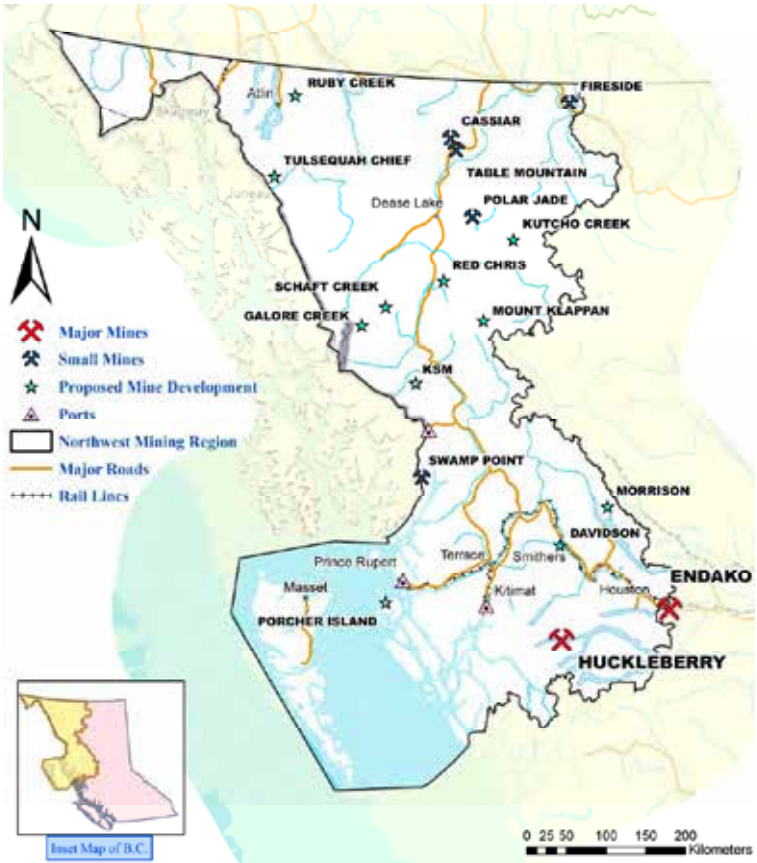 RUBY CREEK
FIRESIDE
Atlin
Skagway
CASSIAR
TULSEQUAH CHIEF
TABLE MOUNTAIN
Juneau
POLAR JADE
Dease Lake
KUTCHO CREEK
N
RED CHRIS
SCHAFT CREEK
GALORE CREEK
MOUNT KLAPPAN
Major Mines
Small Mines
Proposed Mine Development
KSM
Ports
Northwest Mining Region
Major Roads
SWAMP POINT
Rail Lines
MORRISON
DAVIDSON
Prince Rupert
Terrace
Smithers
ENDAKO
Masset
Kitimat
Houston
PORCHER ISLAND
HUCKLEBERRY
Inset Map of B.C.
0 25 50 100 150 200
Kilometers